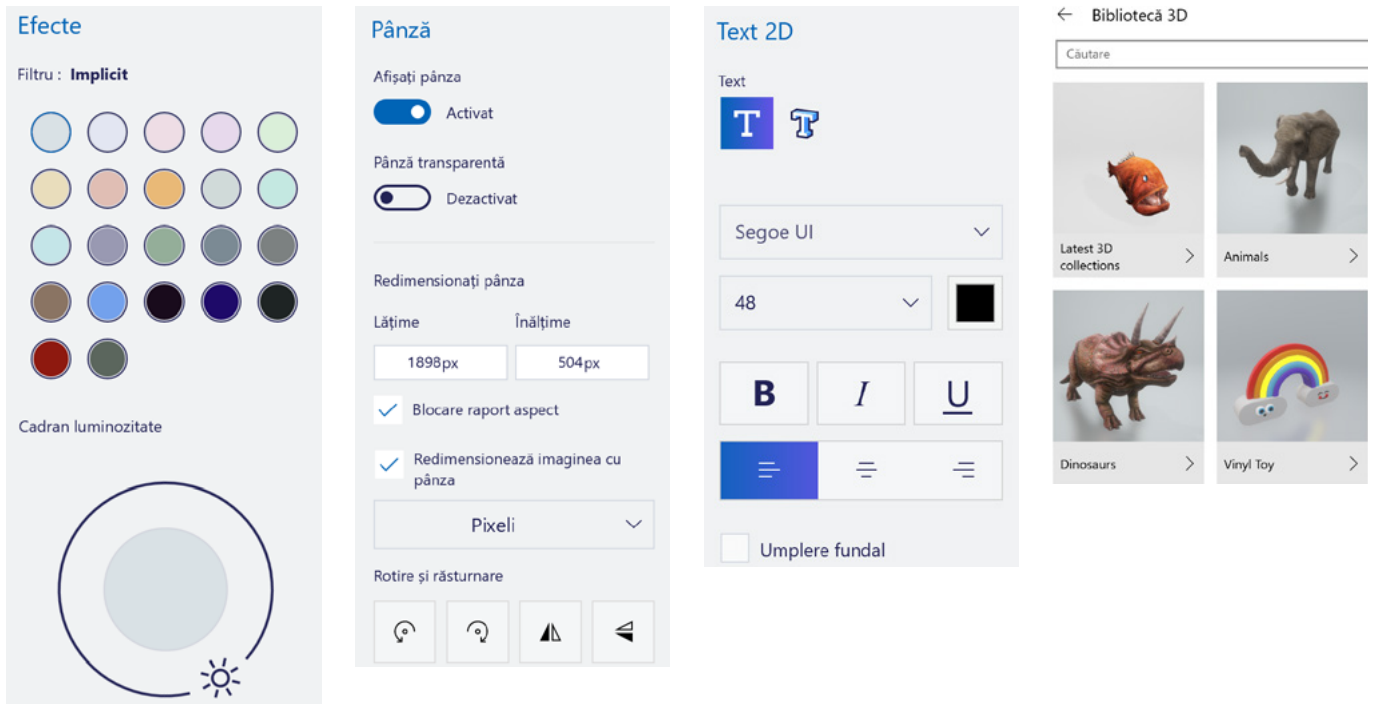 Efecte
Filtru : Implicit
Cadran luminozitate
Pânză
Afișați pânza
Activat
Pânză transparentă
Dezactivat
Redimensionați pânza
Lățime Înălțime
1898px 504px
Blocare raport aspect
Redimensionează imaginea cu
pânza
Pixeli
Rotire și răsturnare
Text 2D
Text
T T
Segoe UI
48
B I U
Umplere fundal
Bibliotecă 3D
Căutare
Latest 3D
collections
Animals
Dinosaurs
Vinyl Toy